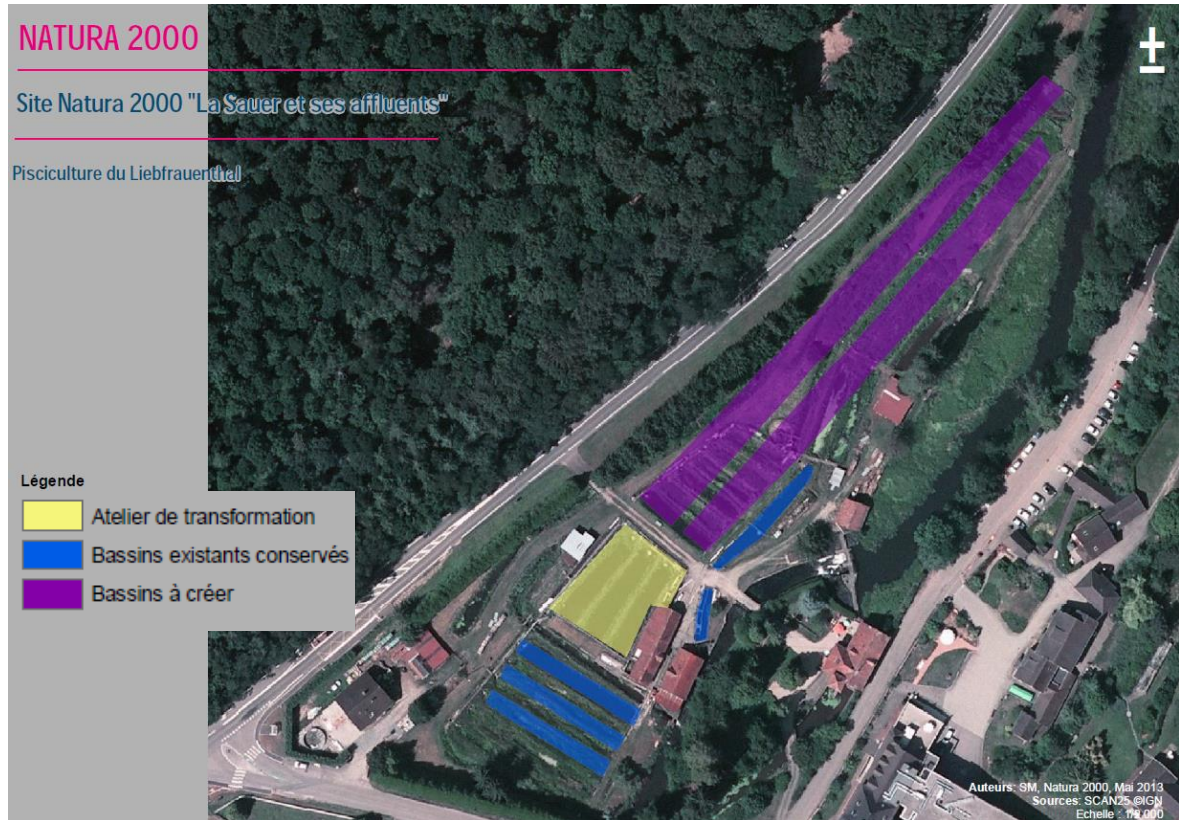 NATURA 2000
Site Natura 2000 "La Sauer et ses affluents"
Pisciculture du Liebfrauenthal
Légende
Atelier de transformation
Bassins existants conservés
Bassins à créer
Auteurs: SM, Natura 2000, Mai 2013
Sources: SCAN25 ©IGN
Echelle :